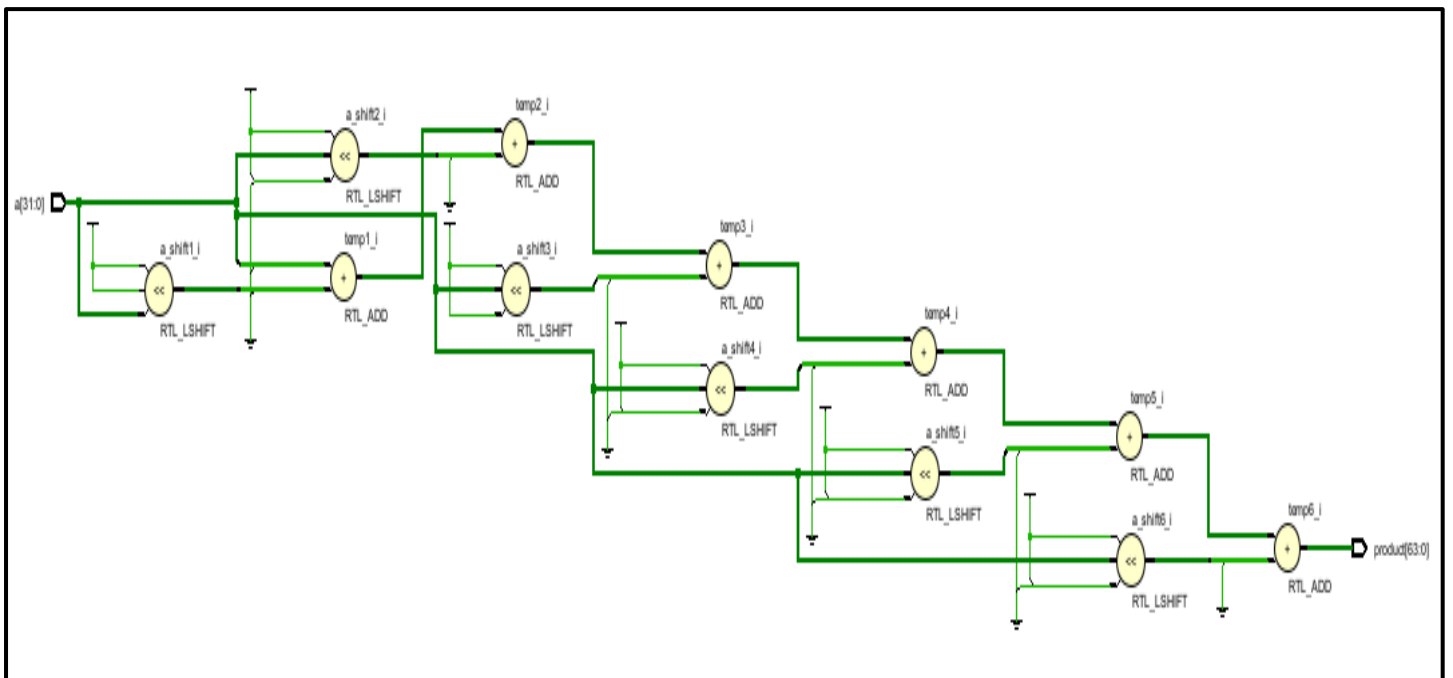 a_shift2_i
<<
RTL_LSHIFT
temp2_i
+
RTL_ADD
a[31:0]
a_shift1_i
<<
RTL_LSHIFT
temp1_i
+
RTL_ADD
a_shift3_i
<<
RTL_LSHIFT
temp3_i
+
RTL_ADD
a_shift4_i
<<
RTL_LSHIFT
temp4_i
+
RTL_ADD
a_shift5_i
<<
RTL_LSHIFT
temp5_i
+
RTL_ADD
a_shift6_i
<<
RTL_LSHIFT
temp6_i
+
RTL_ADD
product[63:0]